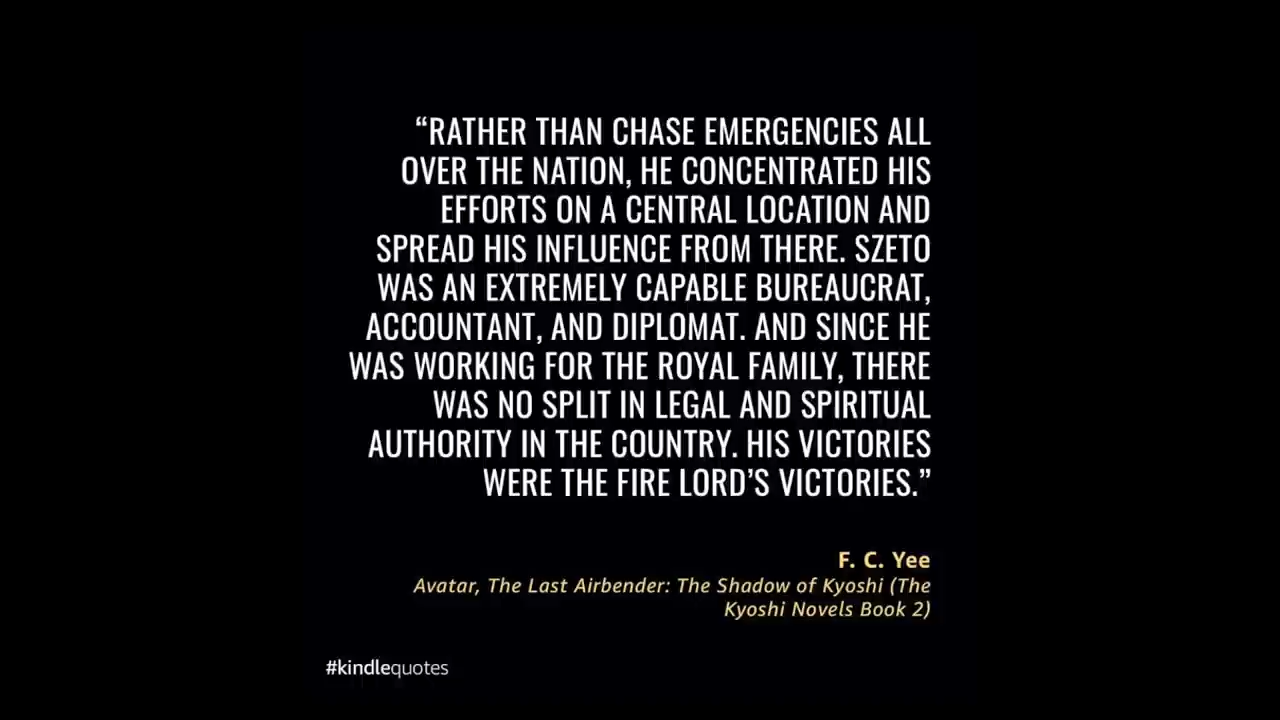 “RATHER THAN CHASE EMERGENCIES ALL
OVER THE NATION, HE CONCENTRATED HIS
EFFORTS ON A CENTRAL LOCATION AND
SPREAD HIS INFLUENCE FROM THERE. SZETO
WAS AN EXTREMELY CAPABLE BUREAUCRAT,
ACCOUNTANT, AND DIPLOMAT. AND SINCE HE
WAS WORKING FOR THE ROYAL FAMILY, THERE
WAS NO SPLIT IN LEGAL AND SPIRITUAL
AUTHORITY IN THE COUNTRY. HIS VICTORIES
WERE THE FIRE LORD’S VICTORIES.”
F. C. Yee
Avatar, The Last Airbender: The Shadow of Kyoshi (The
Kyoshi Novels Book 2)
#kindlequotes